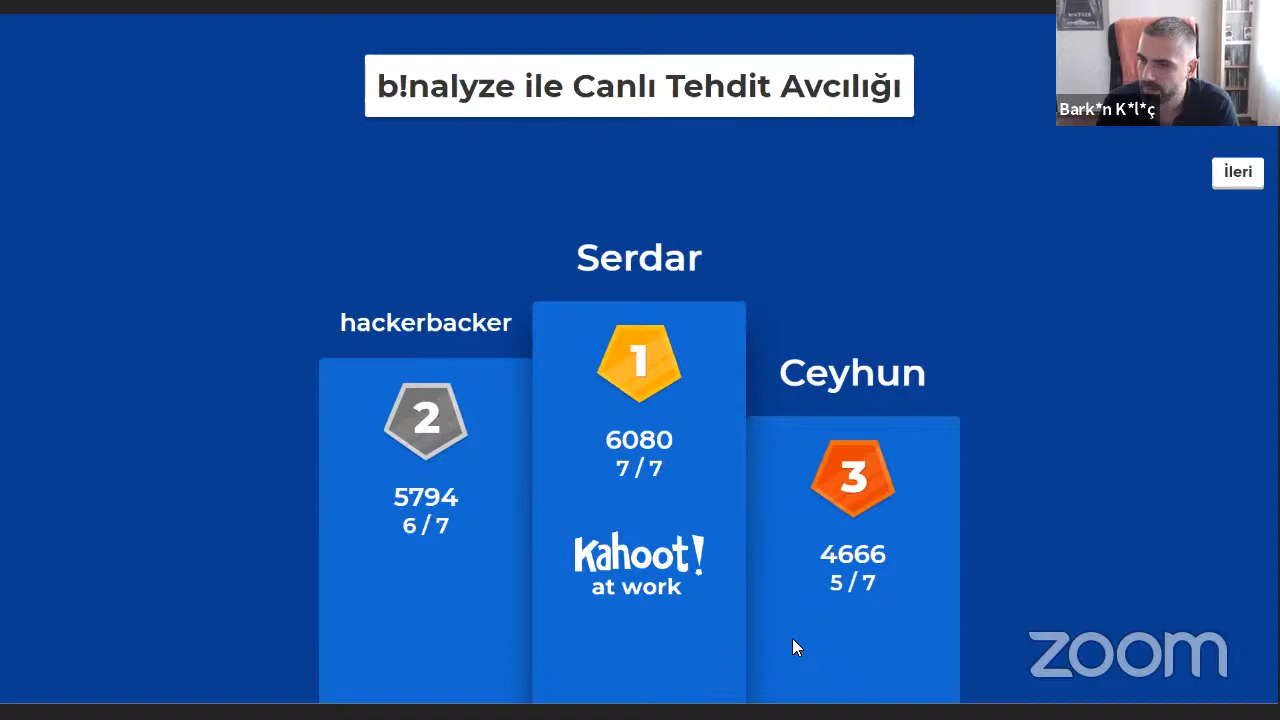 b!nalyze ile Canlı Tehdit Avcılığı
Bark*n K*l*ç
İleri
Serdar
hackerbacker
Ceyhun
1
6080
7 / 7
2
5794
6 / 7
3
4666
5 / 7
Kahoot!
at work
zoom